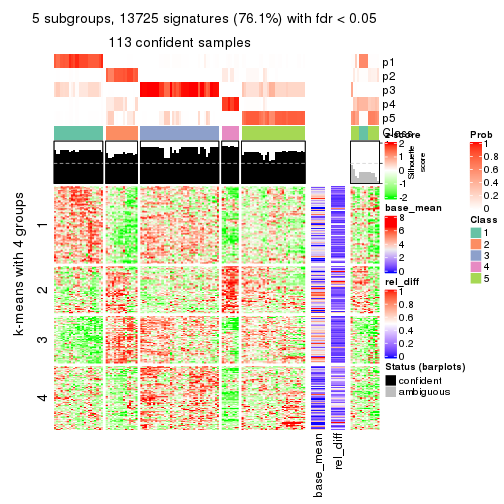 5 subgroups, 13725 signatures (76.1%) with fdr < 0.05
113 confident samples
p1
p2
p3
p4
p5
Class
z-score
2
1
0
-1
-2
Silhouette
score
Prob
1
0.8
0.6
0.4
0.2
0
base_mean
8
6
4
2
0
Class
1
2
3
4
5
rel_diff
1
0.8
0.6
0.4
0.2
0
Status (barplots)
confident
ambiguous
k-means with 4 groups
1
2
3
4
base_mean
rel_diff